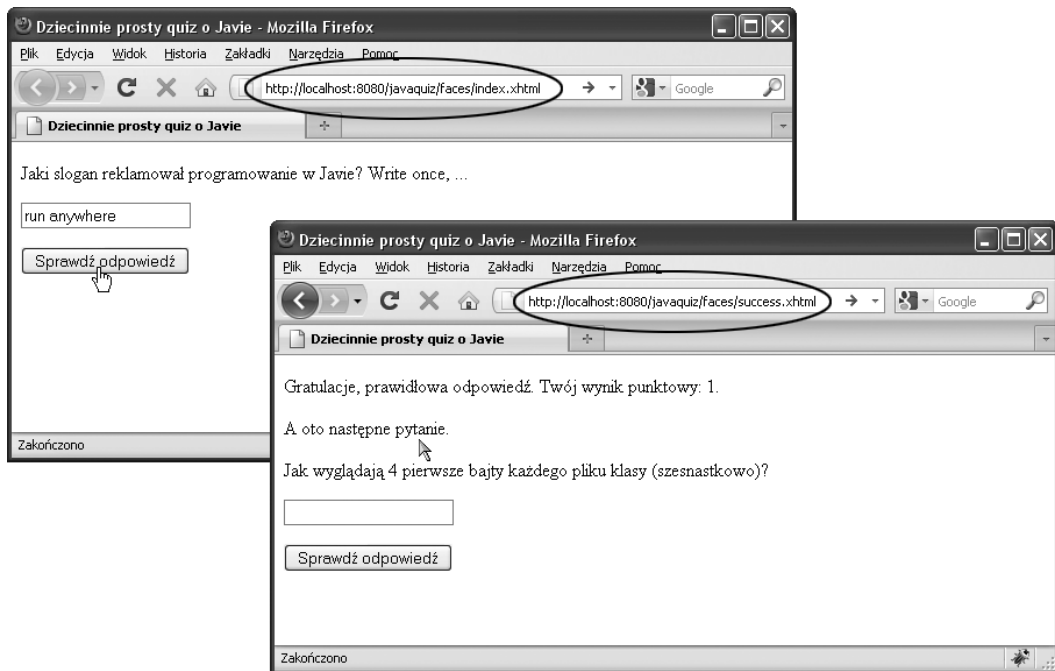 Dziecinnie prosty quiz o Javie - Mozilla Firefox
Plik Edycja Widok Historia Zakładki Narzędzia Pomoc
http://localhost:8080/javaquiz/faces/index.xhtml
Google
Dziecinnie prosty quiz o Javie
Jaki slogan reklamował programowanie w Javie? Write once, ...
run anywhere
Sprawdź odpowiedź
Zakończono
Dziecinnie prosty quiz o Javie - Mozilla Firefox
Plik Edycja Widok Historia Zakładki Narzędzia Pomoc
http://localhost:8080/javaquiz/faces/success.xhtml
Google
Dziecinnie prosty quiz o Javie
Gratulacje, prawidłowa odpowiedź. Twój wynik punktowy: 1.
A oto następne pytanie.
Jak wyglądają 4 pierwsze bajty każdego pliku klasy (szesnastkowo)?
Sprawdź odpowiedź
Zakończono